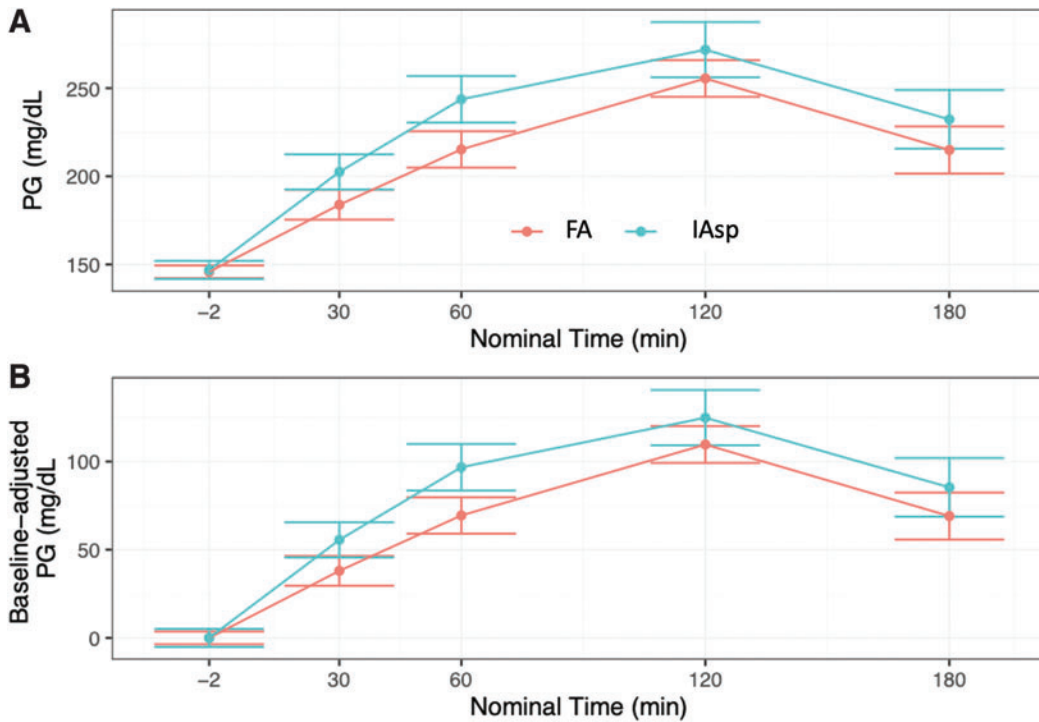 A
PG (mg/dL)
250
200
150
FA
IAsp
-2
30
60
120
180
Nominal Time (min)
B
Baseline-adjusted
PG (mg/dL)
100
50
0
-2
30
60
120
180
Nominal Time (min)